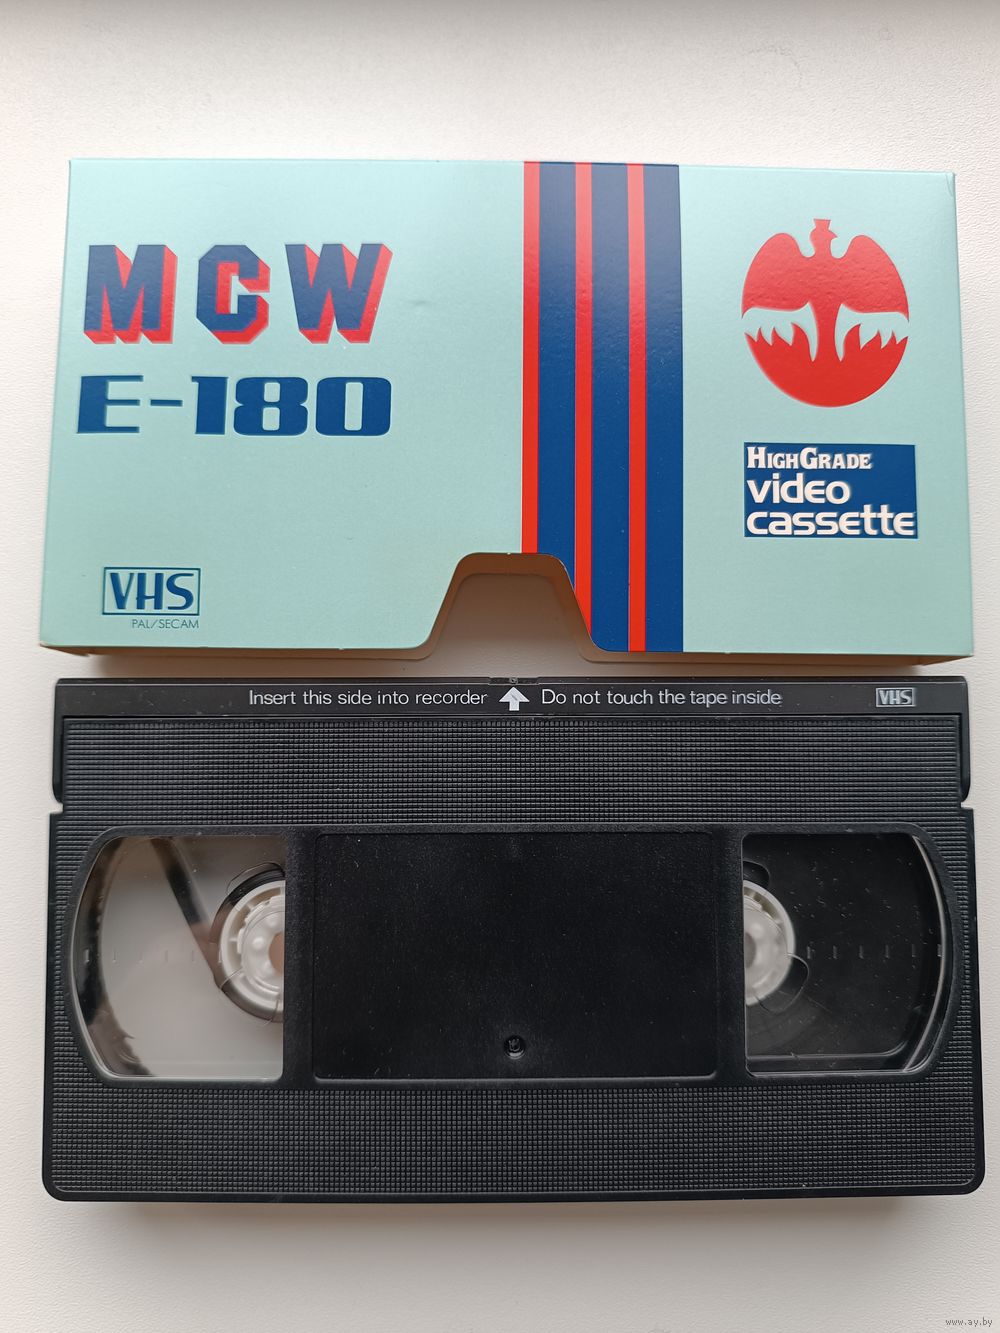 MCW
E-180
HIGHGRADE
video
cassette
VHS
PAL/SECAM
Insert this side into recorder Do not touch the tape inside VHS
www.ay.by